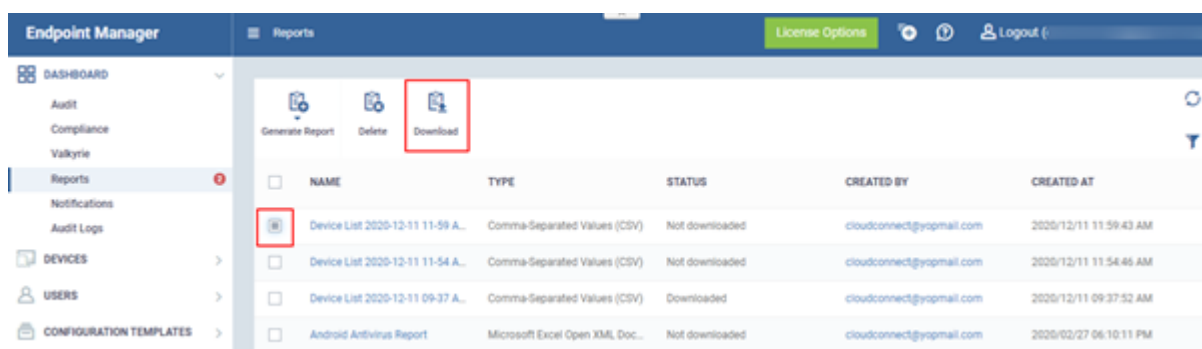 Endpoint Manager
Reports
License Options
Logout (
DASHBOARD
Audit
Compliance
Valkyrie
Reports 2
Notifications
Audit Logs
DEVICES
USERS
CONFIGURATION TEMPLATES
Generate Report Delete Download
NAME TYPE STATUS CREATED BY CREATED AT
Device List 2020-12-11 11-59 A... Comma-Separated Values (CSV) Not downloaded cloudconnect@yopmail.com 2020/12/11 11:59:43 AM
Device List 2020-12-11 11-54 A... Comma-Separated Values (CSV) Not downloaded cloudconnect@yopmail.com 2020/12/11 11:54:46 AM
Device List 2020-12-11 09-37 A... Comma-Separated Values (CSV) Downloaded cloudconnect@yopmail.com 2020/12/11 09:37:52 AM
Android Antivirus Report Microsoft Excel Open XML Doc... Not downloaded cloudconnect@yopmail.com 2020/02/27 06:10:11 PM